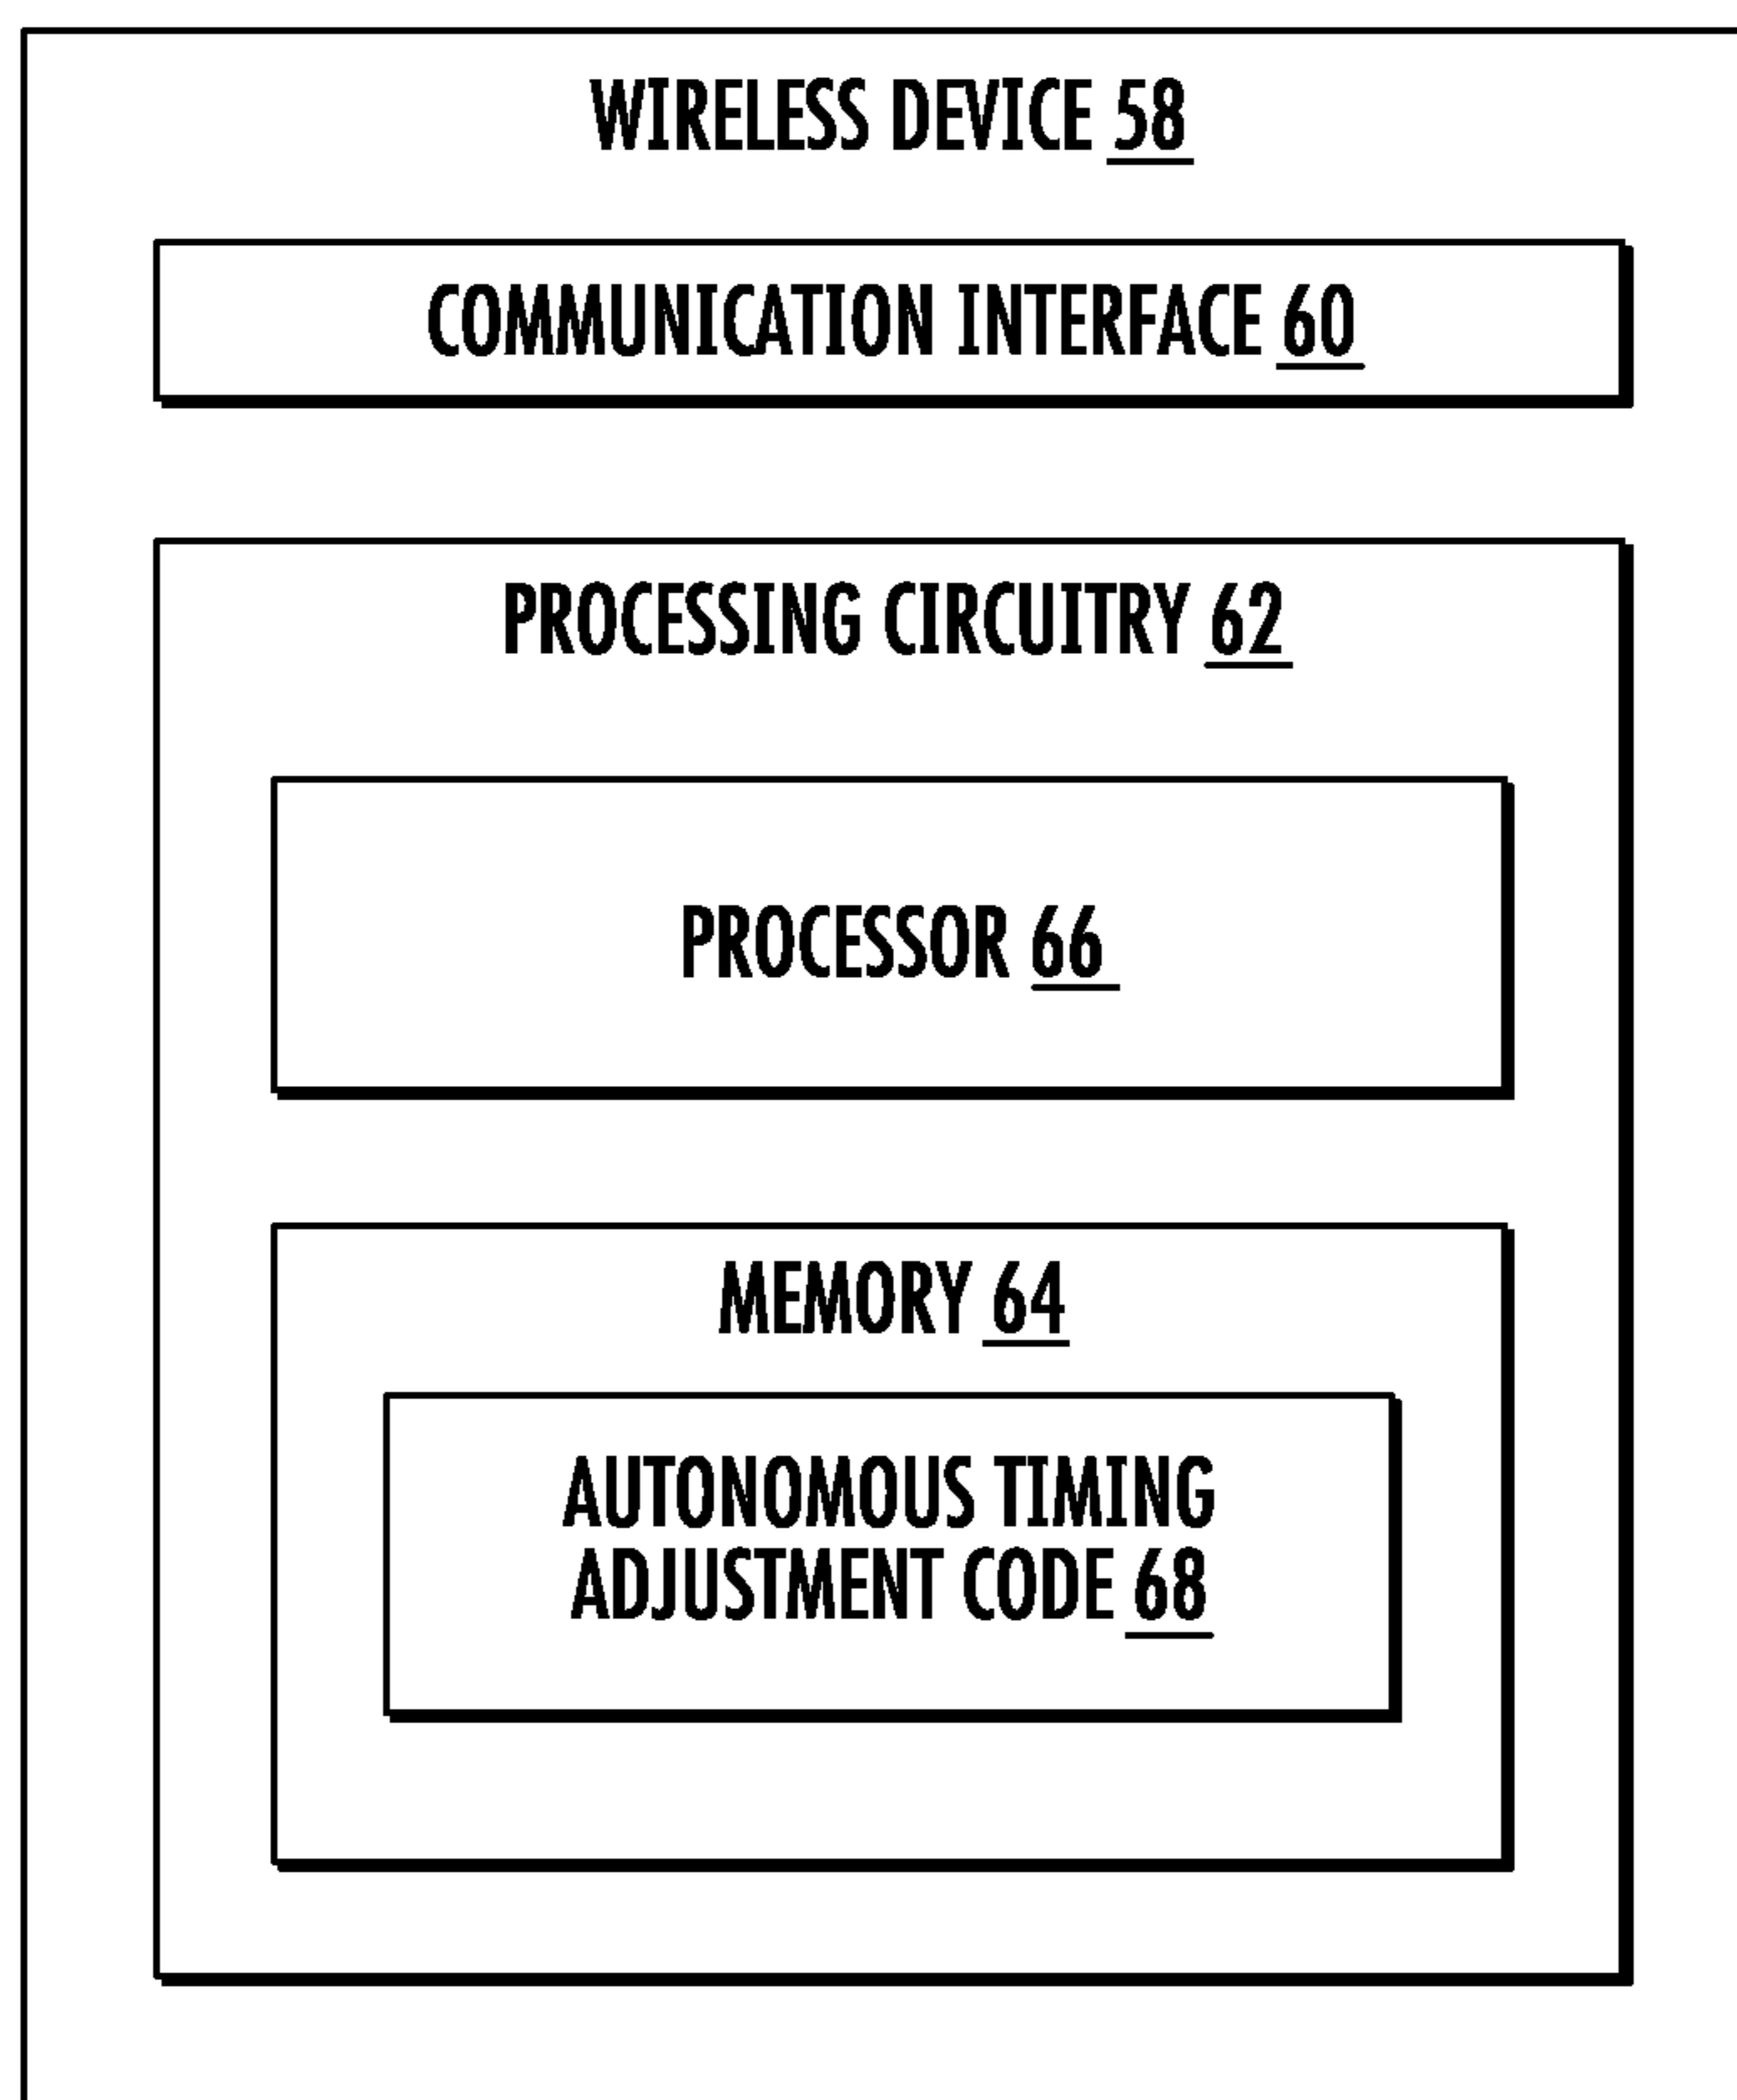 WIRELESS DEVICE 58
COMMUNICATION INTERFACE 60
PROCESSING CIRCUITRY 62
PROCESSOR 66
MEMORY 64
AUTONOMOUS TIMING
ADJUSTMENT CODE 68